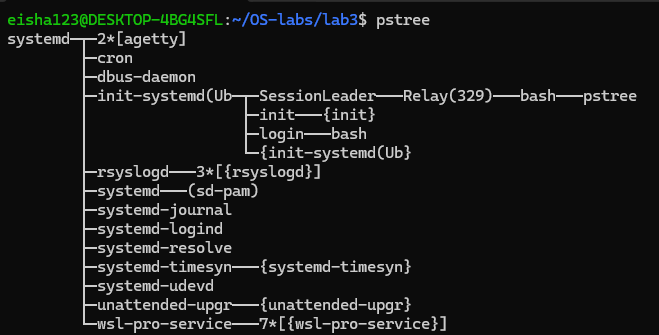 eisha123@DESKTOP-4BG4SFL:~/OS-labs/lab3$ pstree
systemd─┬─2*[agetty]
        ├─cron
        ├─dbus-daemon
        ├─init-systemd(Ub─┬─SessionLeader───Relay(329)───bash───pstree
        │                 ├─init───{init}
        │                 ├─login───bash
        │                 └─{init-systemd(Ub}
        ├─rsyslogd───3*[{rsyslogd}]
        ├─systemd───(sd-pam)
        ├─systemd-journal
        ├─systemd-logind
        ├─systemd-resolve
        ├─systemd-timesyn───{systemd-timesyn}
        ├─systemd-udevd
        ├─unattended-upgr───{unattended-upgr}
        └─wsl-pro-service───7*[{wsl-pro-service}]